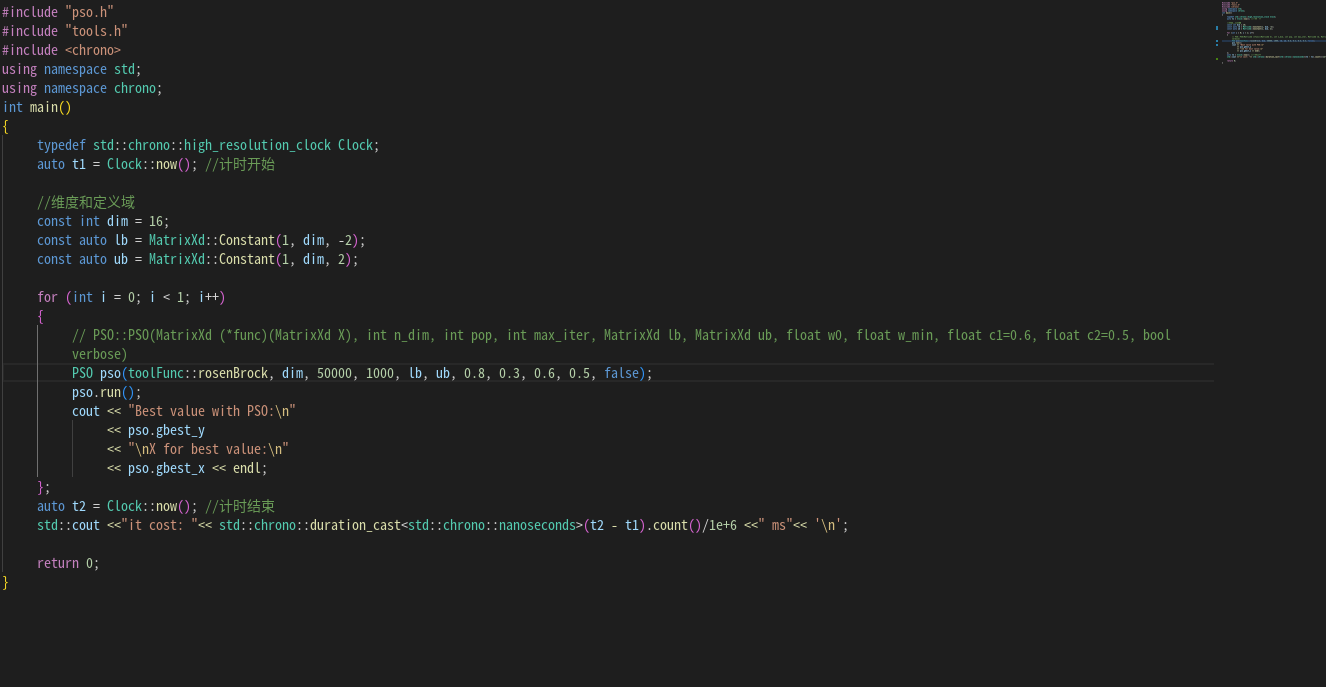 #include "pso.h"
#include "tools.h"
#include <chrono>
using namespace std;
using namespace chrono;
int main()
{
    typedef std::chrono::high_resolution_clock Clock;
    auto t1 = Clock::now(); //计时开始

    //维度和定义域
    const int dim = 16;
    const auto lb = MatrixXd::Constant(1, dim, -2);
    const auto ub = MatrixXd::Constant(1, dim, 2);

    for (int i = 0; i < 1; i++)
    {
        // PSO::PSO(MatrixXd (*func)(MatrixXd X), int n_dim, int pop, int max_iter, MatrixXd lb, MatrixXd ub, float w0, float w_min, float c1=0.6, float c2=0.5, bool
        verbose)
        PSO pso(toolFunc::rosenBrock, dim, 50000, 1000, lb, ub, 0.8, 0.3, 0.6, 0.5, false);
        pso.run();
        cout << "Best value with PSO:\n"
             << pso.gbest_y
             << "\nX for best value:\n"
             << pso.gbest_x << endl;
    };
    auto t2 = Clock::now(); //计时结束
    std::cout <<"it cost: "<< std::chrono::duration_cast<std::chrono::nanoseconds>(t2 - t1).count()/1e+6 <<" ms"<< '\n';

    return 0;
}